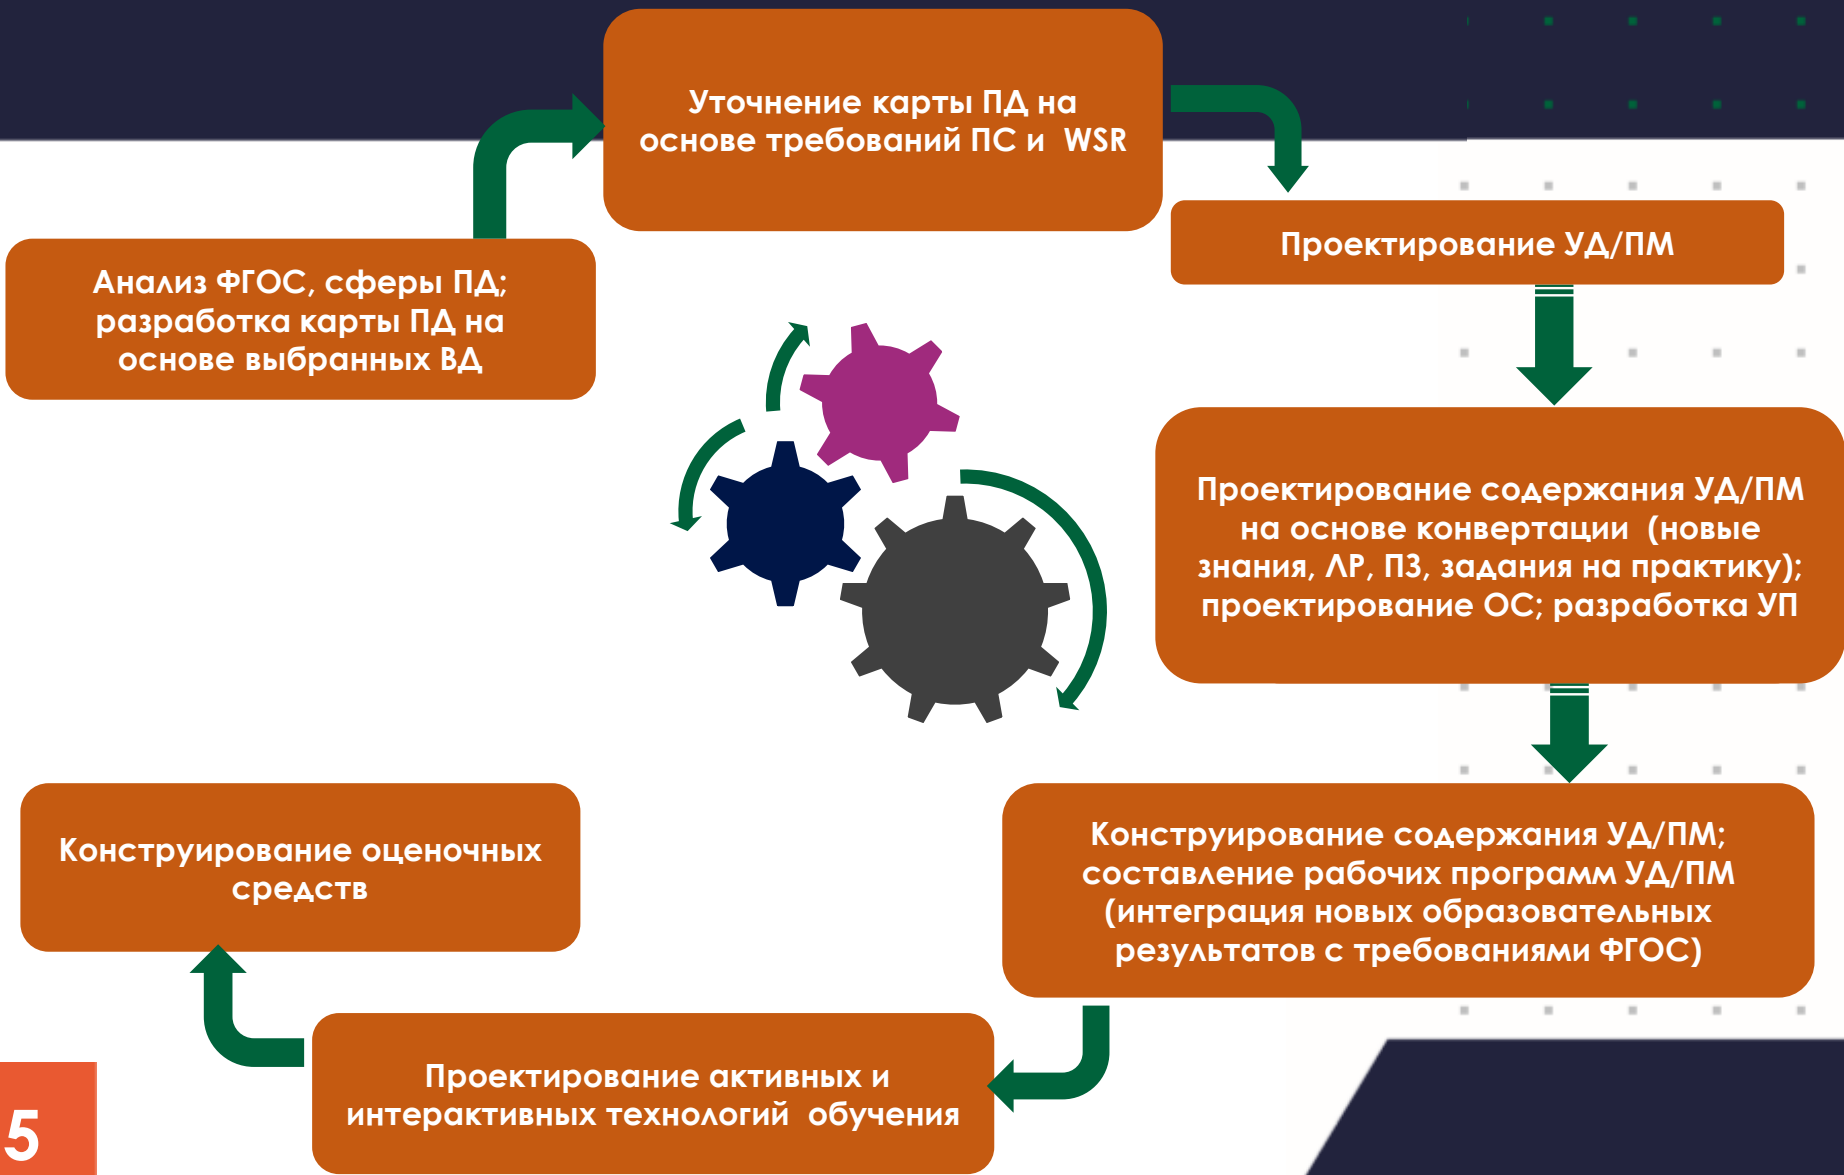 Уточнение карты ПД на
основе требований ПС и WSR
Анализ ФГОС, сферы ПД;
разработка карты ПД на
основе выбранных ВД
Проектирование УД/ПМ
Проектирование содержания УД/ПМ
на основе конвертации (новые
знания, ЛР, ПЗ, задания на практику);
проектирование ОС; разработка УП
Конструирование содержания УД/ПМ;
составление рабочих программ УД/ПМ
(интеграция новых образовательных
результатов с требованиями ФГОС)
Проектирование активных и
интерактивных технологий обучения
Конструирование оценочных
средств
5